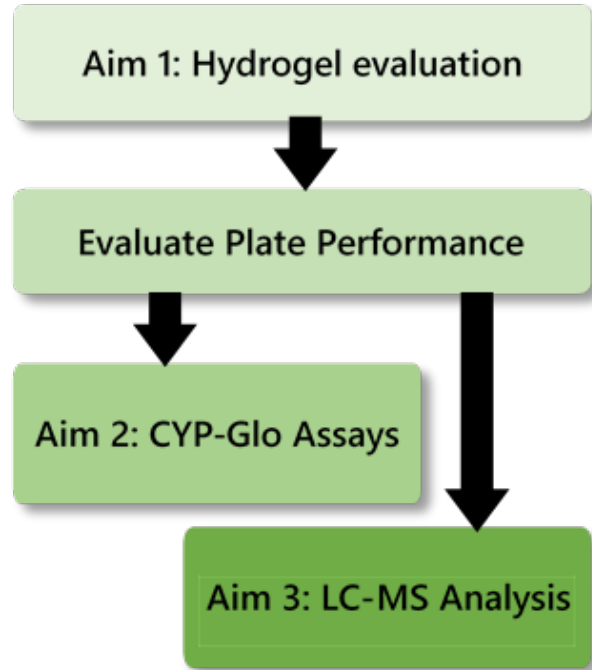 Aim 1: Hydrogel evaluation
Evaluate Plate Performance
Aim 2: CYP-Glo Assays
Aim 3: LC-MS Analysis